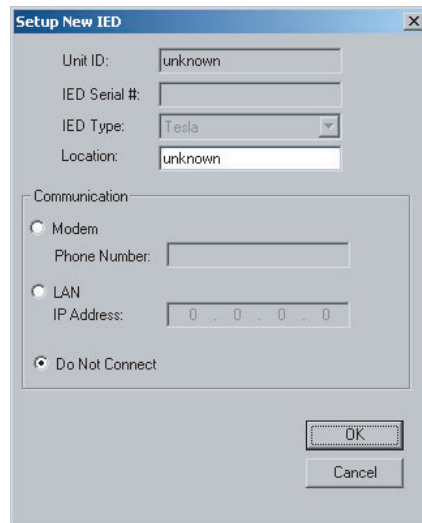 Setup New IED
Unit ID: unknown
IED Serial #:
IED Type: Tesla
Location: unknown
Communication
Modem
Phone Number:
LAN
IP Address: 0 . 0 . 0 . 0
Do Not Connect
OK
Cancel